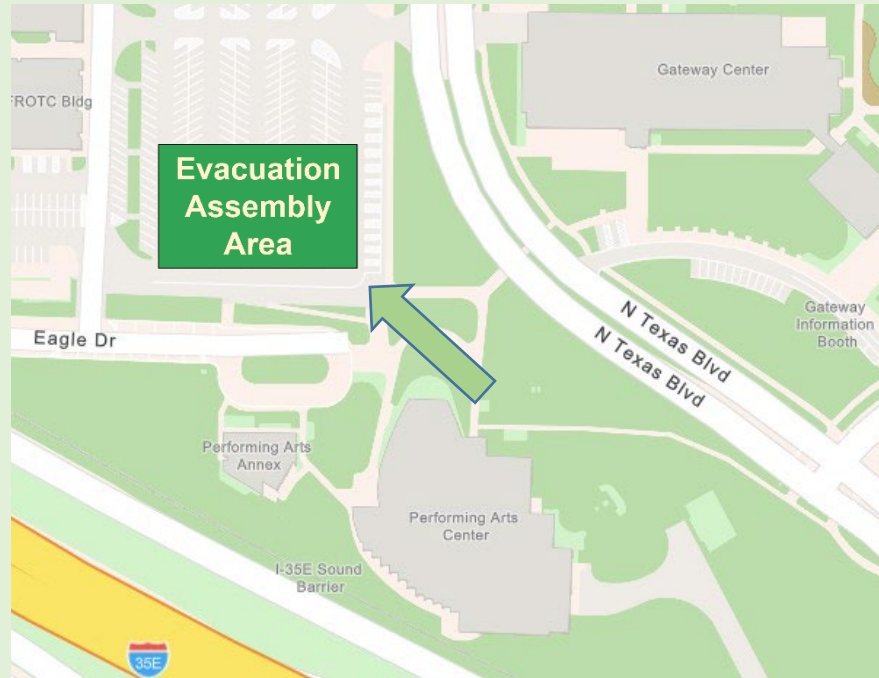 Gateway Center
FROTC Bldg
Evacuation
Assembly
Area
N Texas Blvd
N Texas Blvd
Gateway
Information
Booth
Eagle Dr
Performing Arts
Annex
Performing Arts
Center
I-35E Sound
Barrier
35E